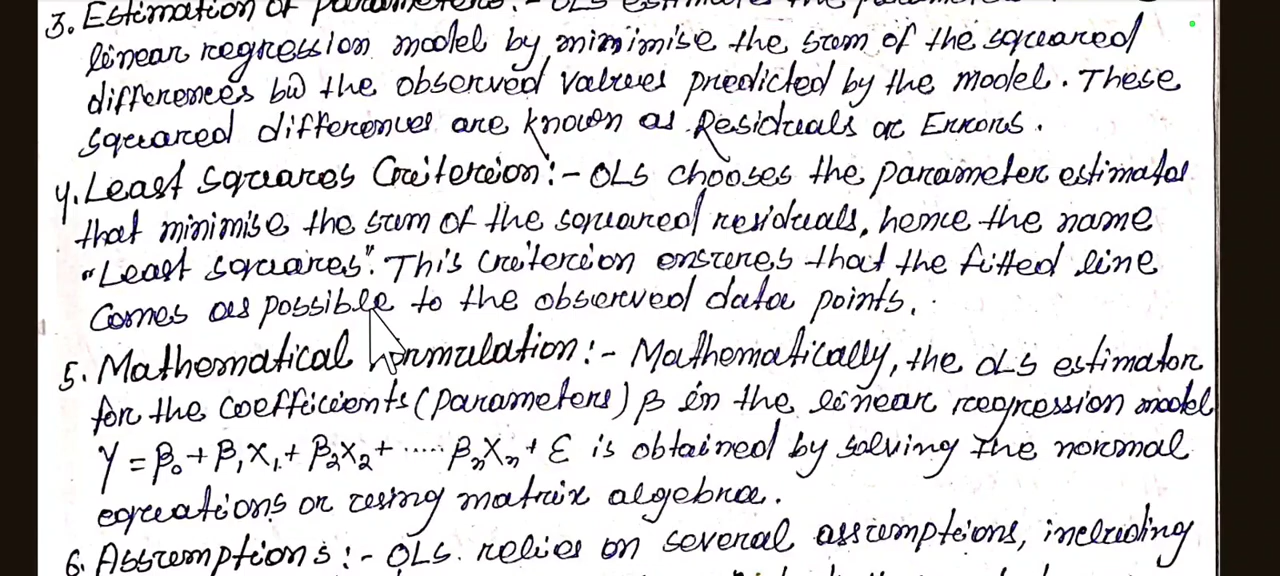 3. Estimation of parameters :- OLS estimates the parameters
linear regression model by minimise the sum of the squared
differences b/w the observed values predicted by the model. These
squared differences are known as Residuals or Errors.
4. Least Squares Criterion :- OLS chooses the parameter estimates
that minimise the sum of the squared residuals, hence the name
"Least squares". This criterion ensures that the fitted line
comes as possible to the observed data points.
5. Mathematical Formulation :- Mathematically, the OLS estimator
for the coefficients (parameters) β in the linear regression model
Y = β₀ + β₁X₁ + β₂X₂ + ..... βₙXₙ + ε is obtained by solving the normal
equations or using matrix algebra.
6. Assumptions :- OLS. relies on several assumptions, including